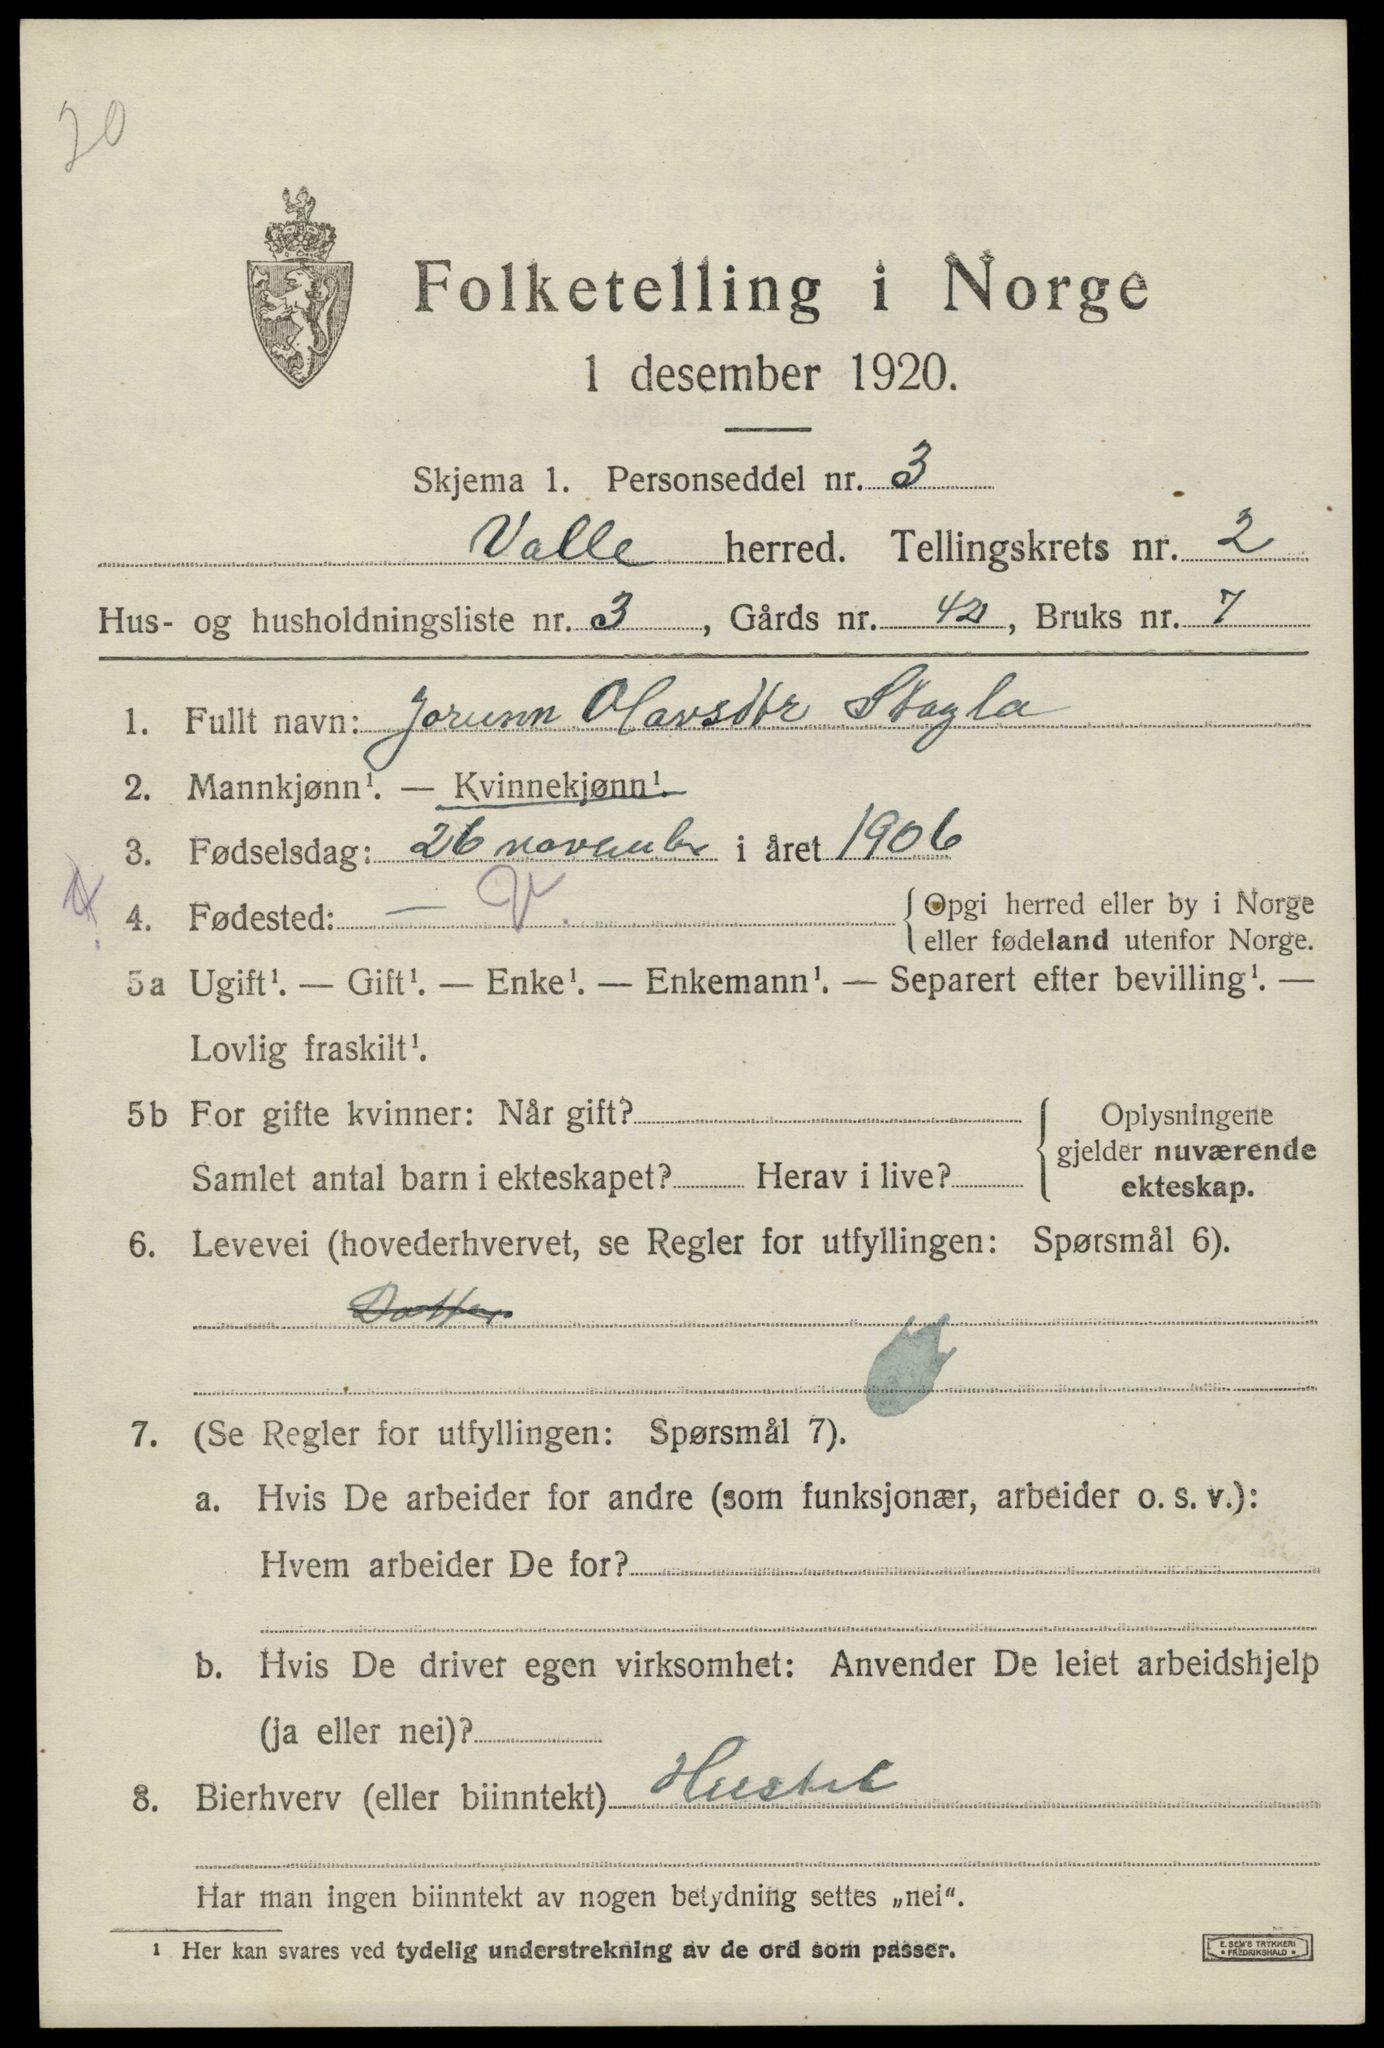 20
Folketelling i Norge
1 desember 1920.
Skjema 1. Personseddel nr. 3
Valle herred. Tellingskrets nr. 2
Hus- og husholdningsliste nr. 3, Gårds nr. 42, Bruks nr. 7
1. Fullt navn: Jorunn Olavsdtr
2. Mannkjønn¹. — Kvinnekjønn¹.
3. Fødselsdag: 26 november i året 1906
4. Fødested: — V. Opgi herred eller by i Norge
eller fødeland utenfor Norge.
5a Ugift¹. — Gift¹. — Enke¹. — Enkemann¹. — Separert efter bevilling¹. —
Lovlig fraskilt¹.
5b For gifte kvinner: Når gift? Oplysningene
gjelder nuværende
Samlet antal barn i ekteskapet? Herav i live? ekteskap.
6. Levevei (hovederhvervet, se Regler for utfyllingen: Spørsmål 6).
Datter
7. (Se Regler for utfyllingen: Spørsmål 7).
a. Hvis De arbeider for andre (som funksjonær, arbeider o. s. v.):
Hvem arbeider De for?
b. Hvis De driver egen virksomhet: Anvender De leiet arbeidshjelp
(ja eller nei)?
8. Bierhverv (eller biinntekt)
Har man ingen biinntekt av nogen betydning settes „nei“.
¹ Her kan svares ved tydelig understrekning av de ord som passer.
E. SEM'S TRYKKERI
FREDRIKSHALD